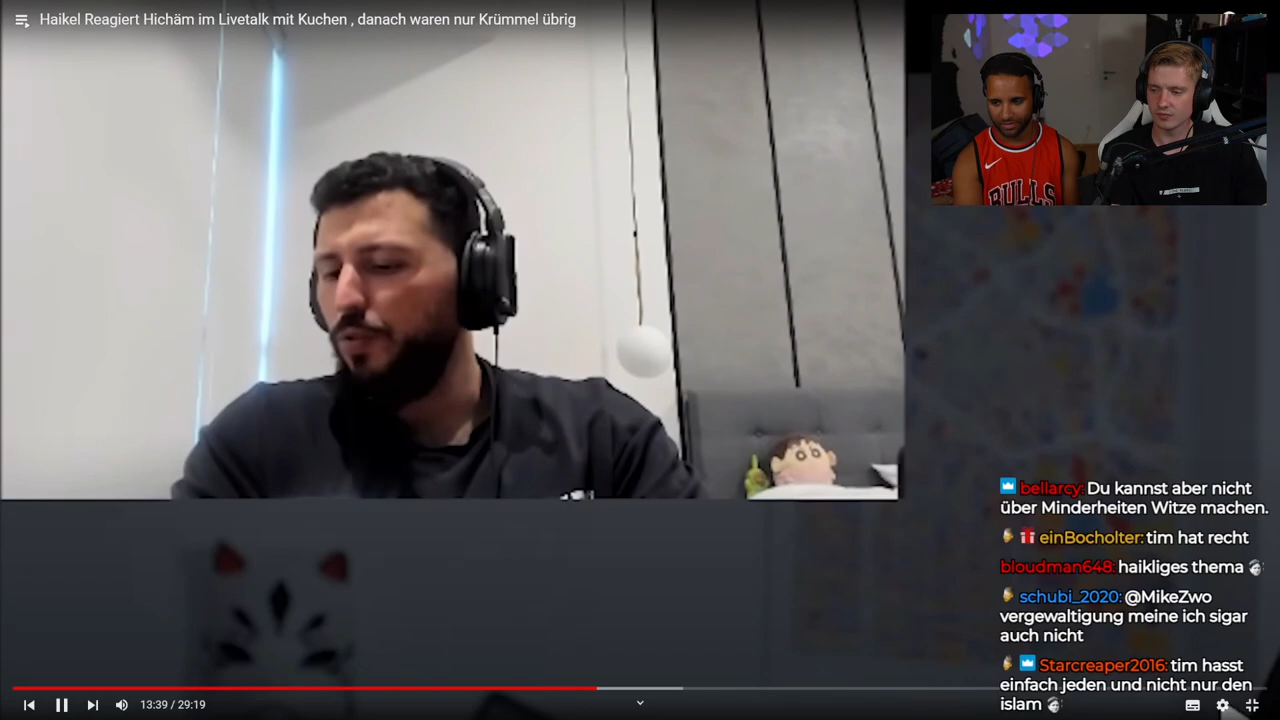 Haikel Reagiert Hichäm im Livetalk mit Kuchen , danach waren nur Krümmel übrig
BULLS
bellarcy: Du kannst aber nicht
über Minderheiten Witze machen.
einBocholter: tim hat recht
bloudman648: haikliges thema
schubi_2020: @MikeZwo
vergewaltigung meine ich sigar
auch nicht
Starcreaper2016: tim hasst
einfach jeden und nicht nur den
islam
13:39 / 29:19